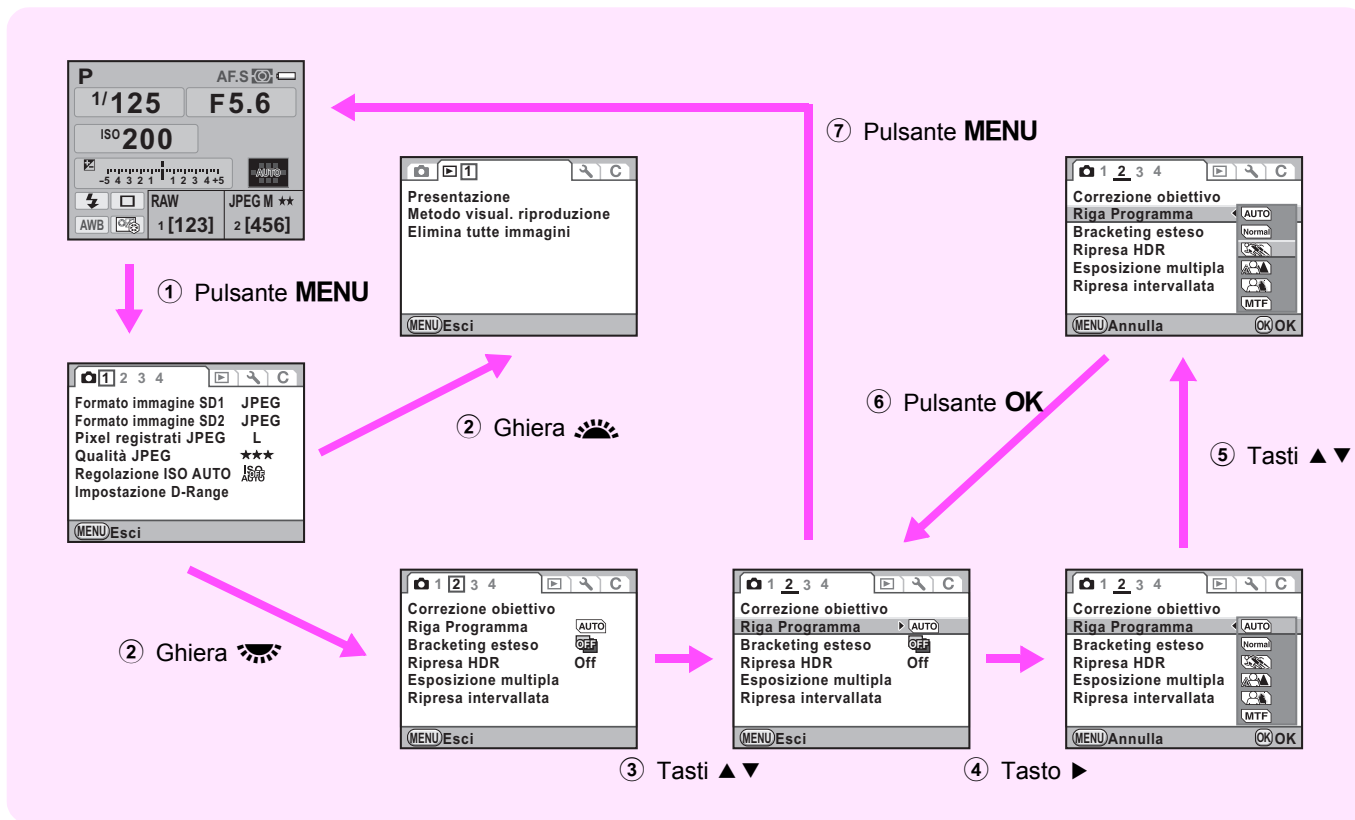 P AF.S
1/125 F5.6
ISO 200
-5 4 3 2 1 1 2 3 4 +5 AUTO
RAW JPEG M ★★
AWB 1 [123] 2 [456]
① Pulsante MENU
1 2 3 4 C
Formato immagine SD1 JPEG
Formato immagine SD2 JPEG
Pixel registrati JPEG L
Qualità JPEG ★★★
Regolazione ISO AUTO ISO AUTO
Impostazione D-Range
MENU Esci
② Ghiera
1 C
Presentazione
Metodo visual. riproduzione
Elimina tutte immagini
MENU Esci
② Ghiera
1 2 3 4 C
Correzione obiettivo
Riga Programma AUTO
Bracketing esteso OFF
Ripresa HDR Off
Esposizione multipla
Ripresa intervallata
MENU Esci
③ Tasti ▲ ▼
1 2 3 4 C
Correzione obiettivo
Riga Programma ▶ AUTO
Bracketing esteso OFF
Ripresa HDR Off
Esposizione multipla
Ripresa intervallata
MENU Esci
④ Tasto ▶
1 2 3 4 C
Correzione obiettivo
Riga Programma ◀ AUTO
Bracketing esteso Normal
Ripresa HDR
Esposizione multipla
Ripresa intervallata
MTF
MENU Annulla OK OK
⑤ Tasti ▲ ▼
1 2 3 4 C
Correzione obiettivo
Riga Programma ◀ AUTO
Bracketing esteso Normal
Ripresa HDR
Esposizione multipla
Ripresa intervallata
MTF
MENU Annulla OK OK
⑥ Pulsante OK
⑦ Pulsante MENU